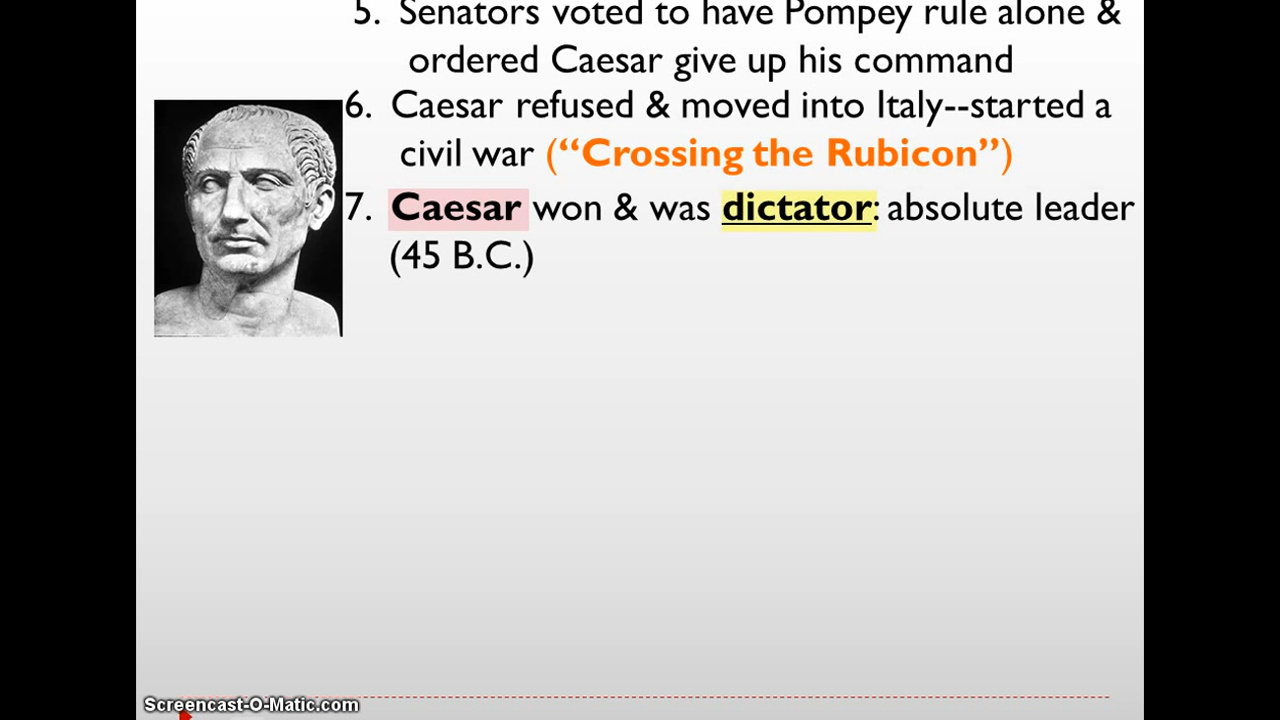 5. Senators voted to have Pompey rule alone &
ordered Caesar give up his command
6. Caesar refused & moved into Italy--started a
civil war (“Crossing the Rubicon”)
7. Caesar won & was dictator: absolute leader
(45 B.C.)
Screencast-O-Matic.com